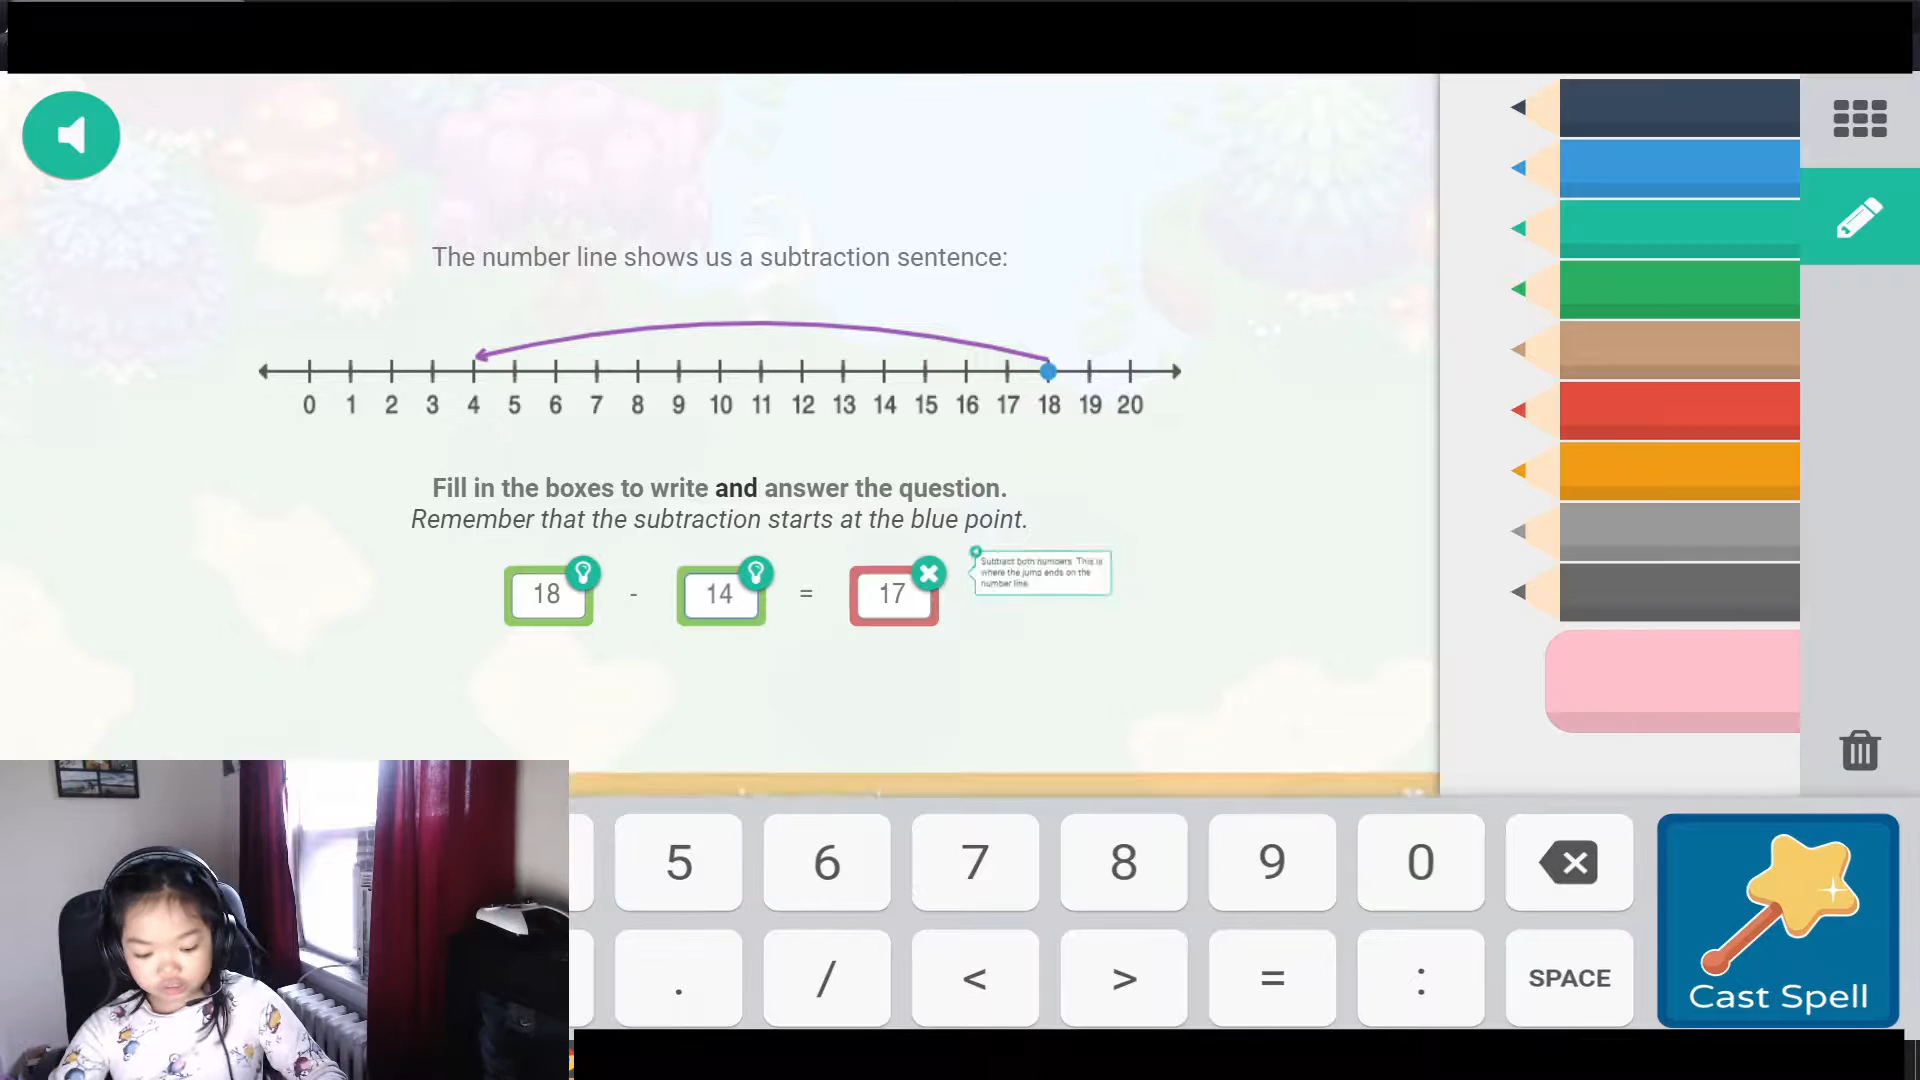 The number line shows us a subtraction sentence:
0 1 2 3 4 5 6 7 8 9 10 11 12 13 14 15 16 17 18 19 20
Fill in the boxes to write and answer the question.
Remember that the subtraction starts at the blue point.
18 - 14 = 17
Subtract both numbers. This is
where the jump ends on the
number line.
5 6 7 8 9 0
. / < > = : SPACE
Cast Spell